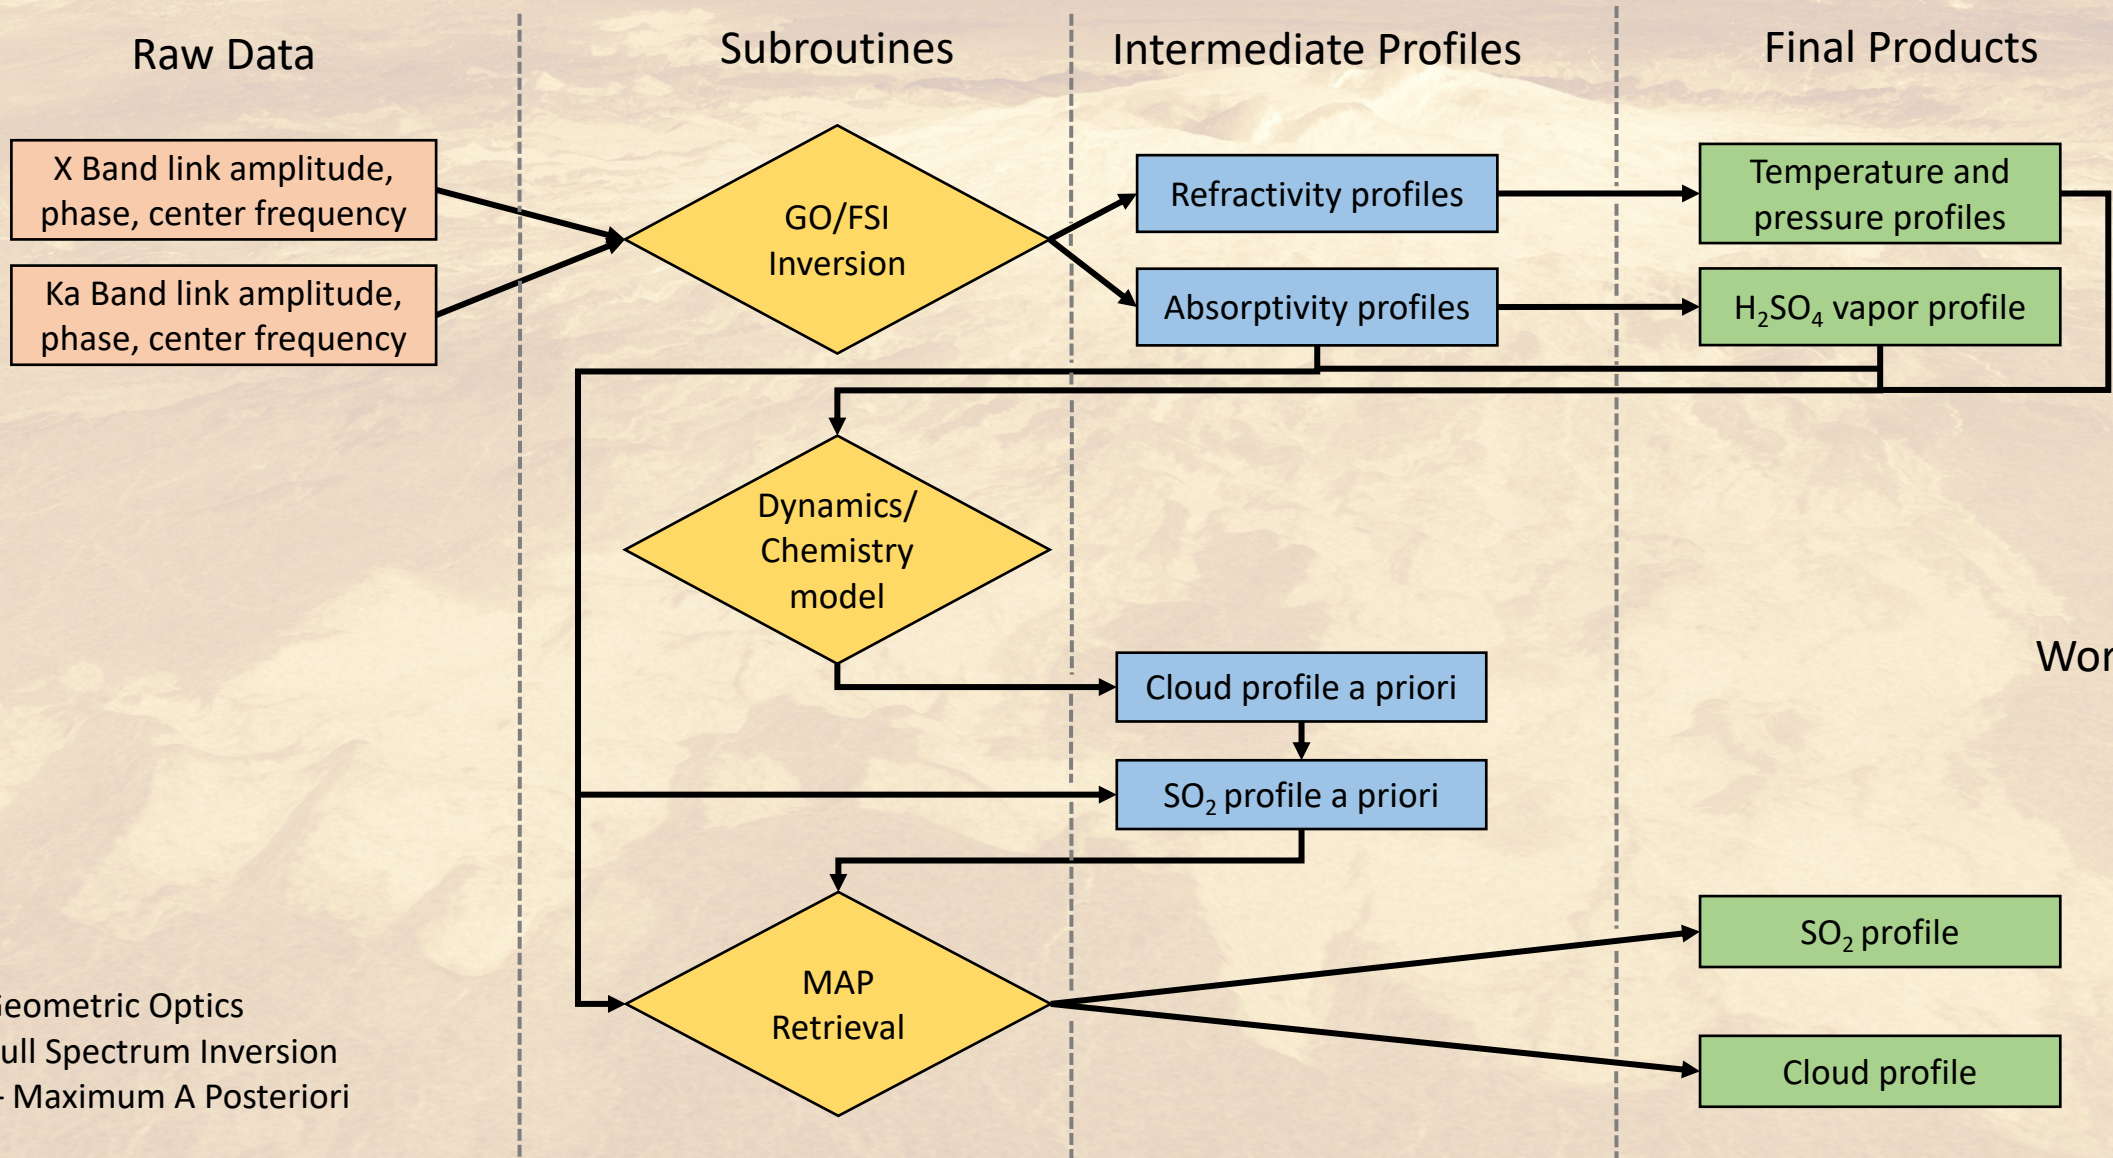 Raw Data
Subroutines
Intermediate Profiles
Final Products
X Band link amplitude,
phase, center frequency
Ka Band link amplitude,
phase, center frequency
GO/FSI
Inversion
Refractivity profiles
Absorptivity profiles
Temperature and
pressure profiles
H₂SO₄ vapor profile
Dynamics/
Chemistry
model
Cloud profile a priori
SO₂ profile a priori
MAP
Retrieval
SO₂ profile
Cloud profile
Geometric Optics
ull Spectrum Inversion
- Maximum A Posteriori
Wor